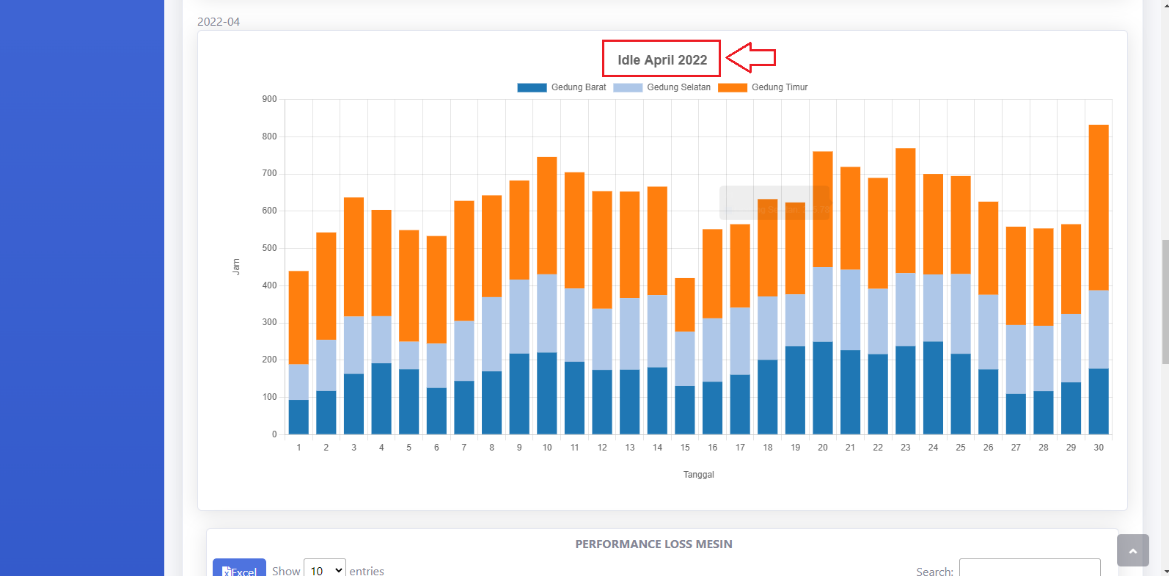 2022-04
Idle April 2022
Gedung Barat Gedung Selatan Gedung Timur
900
800
700
600
500
400
300
200
100
0
Jam
1 2 3 4 5 6 7 8 9 10 11 12 13 14 15 16 17 18 19 20 21 22 23 24 25 26 27 28 29 30
Tanggal
PERFORMANCE LOSS MESIN
Excel Show 10 entries Search: